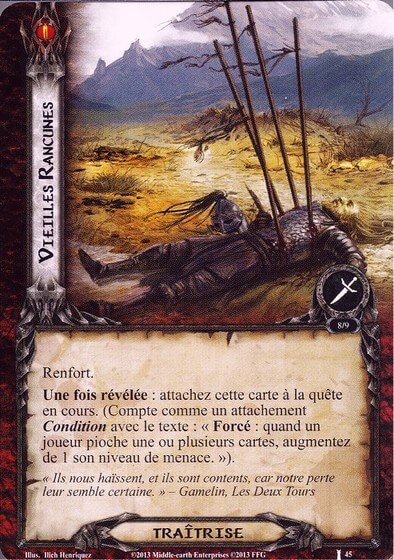 VIEILLES RANCUNES
8/9
Renfort.
Une fois révélée : attachez cette carte à la quête
en cours. (Compte comme un attachement
Condition avec le texte : « Forcé : quand un
joueur pioche une ou plusieurs cartes, augmentez
de 1 son niveau de menace. »).
« Ils nous haïssent, et ils sont contents, car notre perte
leur semble certaine. » – Gamelin, Les Deux Tours
TRAÎTRISE
Illus. Ilich Henriquez
©2013 Middle-earth Enterprises ©2013 FFG
45